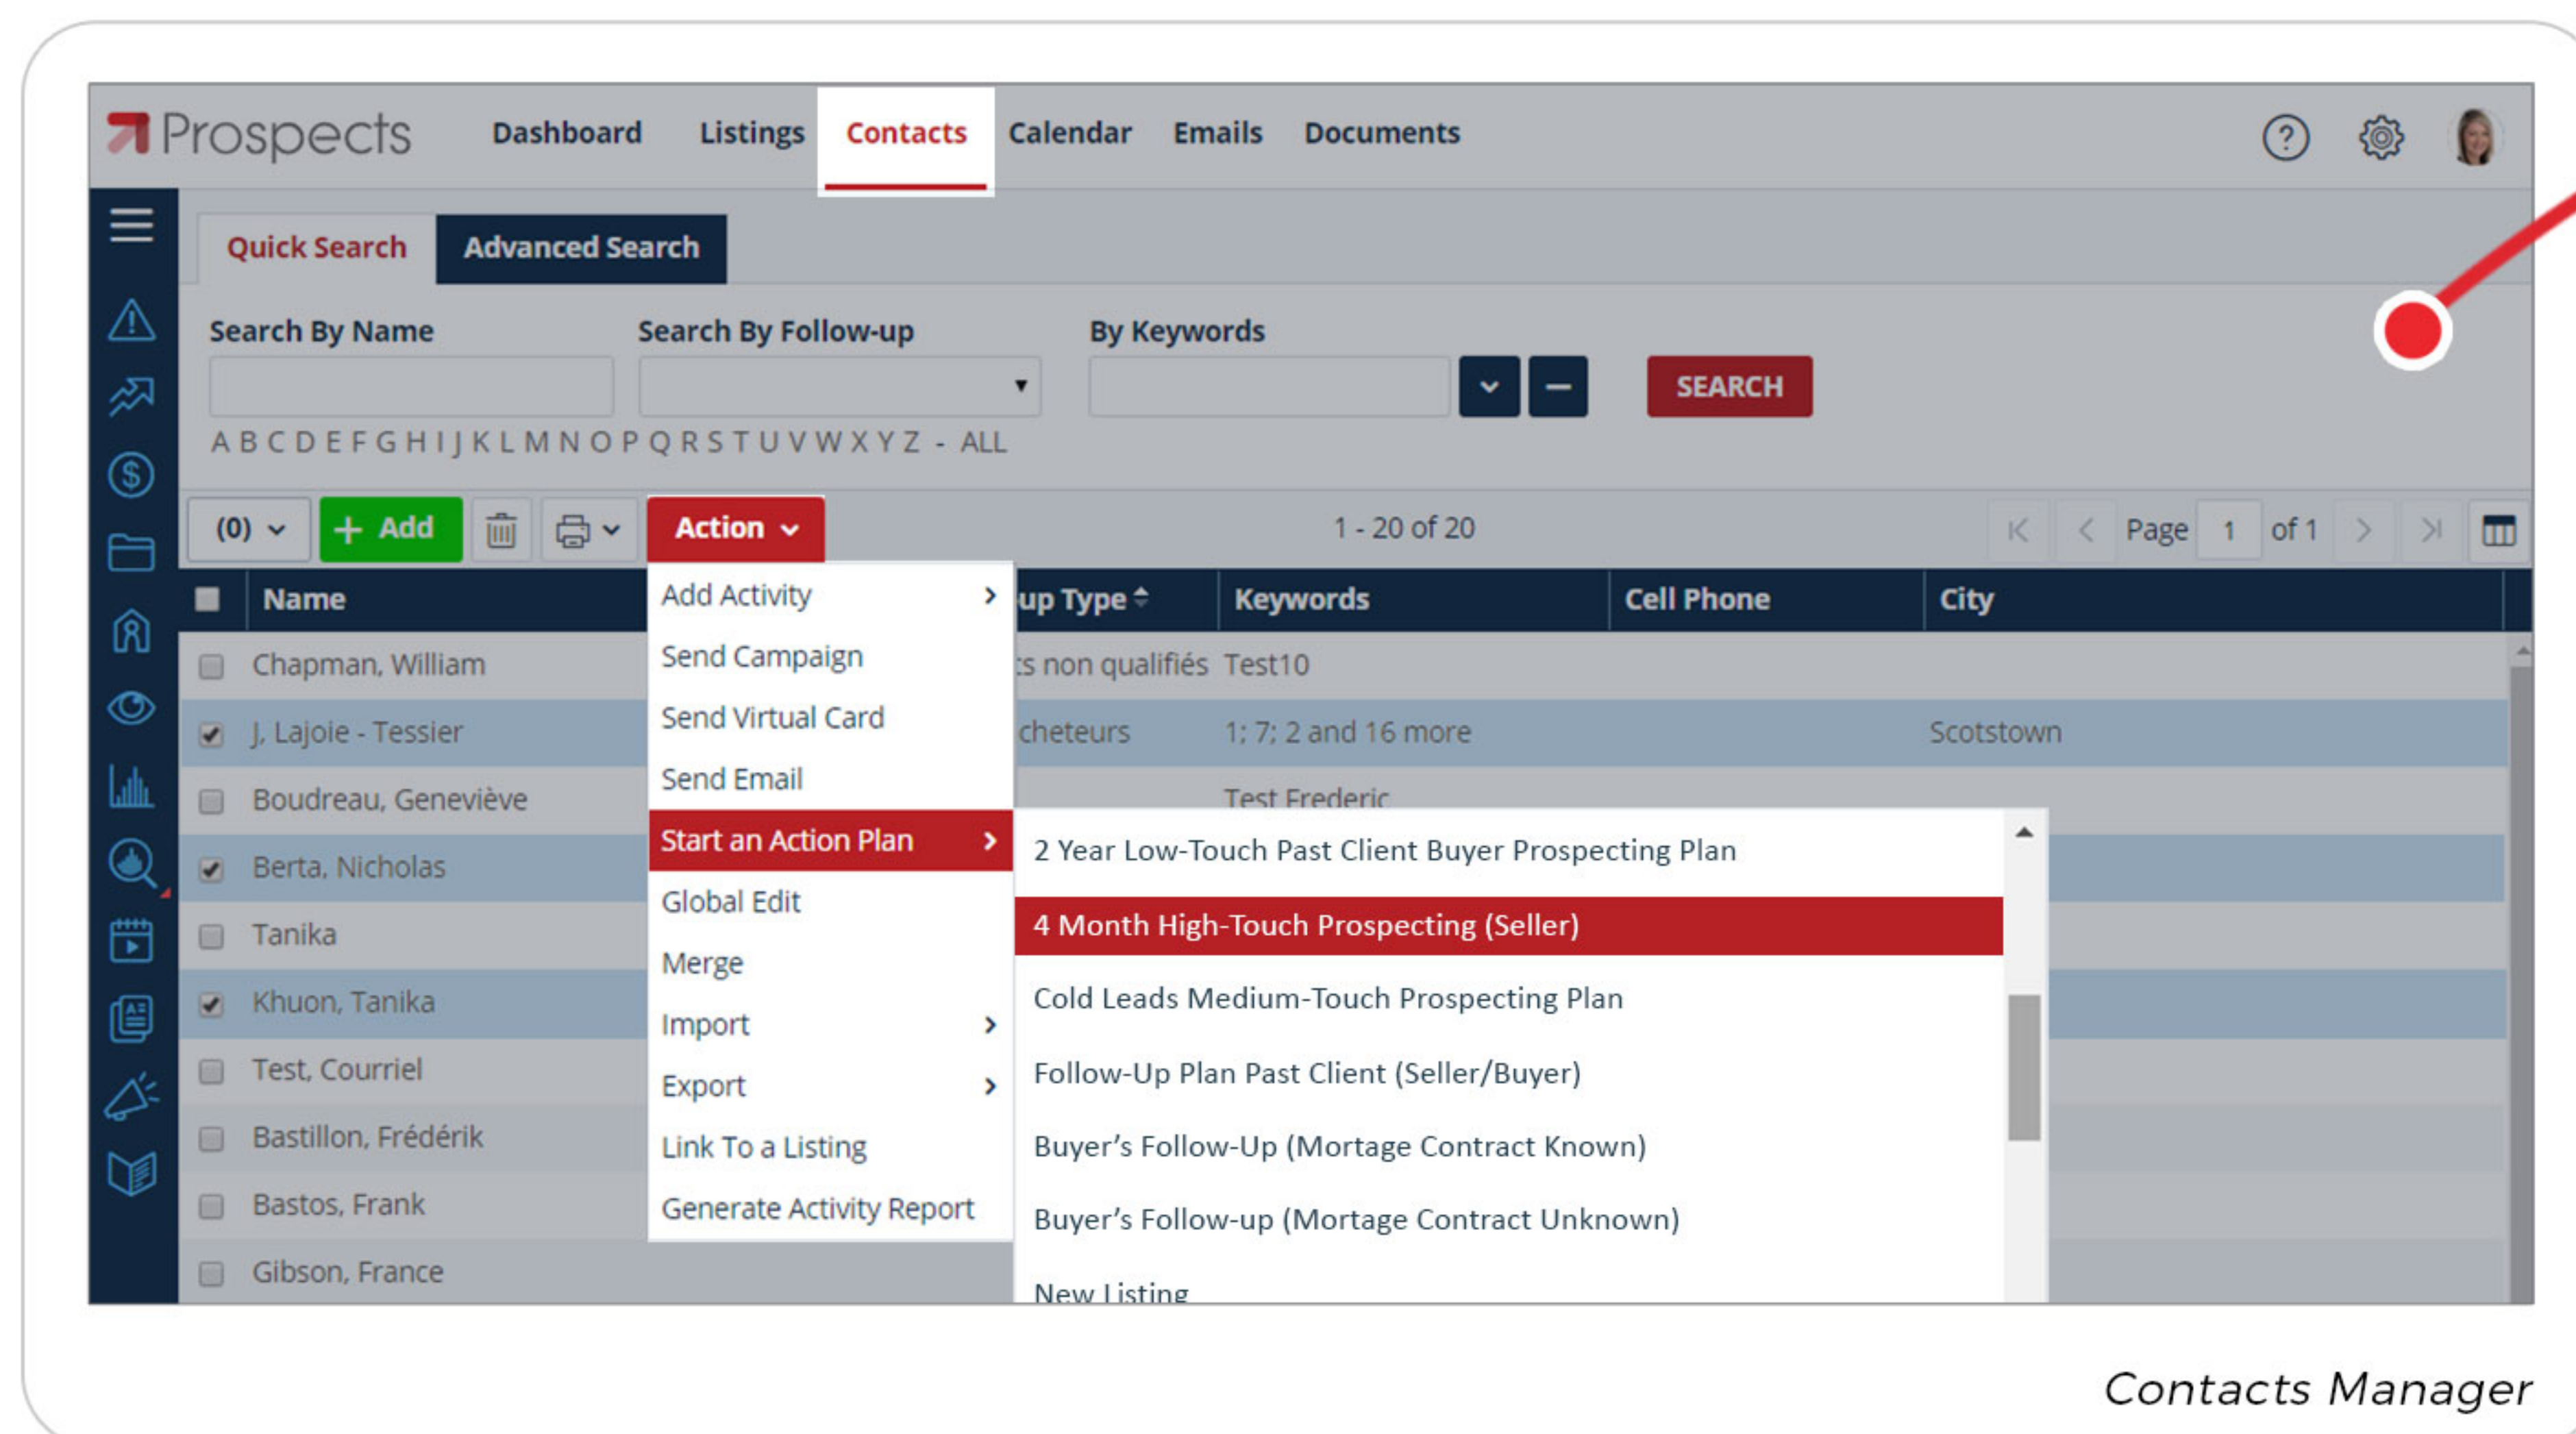 Prospects Dashboard Listings Contacts Calendar Emails Documents ?
Quick Search Advanced Search
Search By Name Search By Follow-up By Keywords
SEARCH
A B C D E F G H I J K L M N O P Q R S T U V W X Y Z - ALL
(0) + Add Action 1 - 20 of 20 Page 1 of 1
Name up Type Keywords Cell Phone City
Chapman, William s non qualifiés Test10
J, Lajoie - Tessier cheteurs 1; 7; 2 and 16 more Scotstown
Boudreau, Geneviève Test Frederic
Berta, Nicholas
Tanika
Khuon, Tanika
Test, Courriel
Bastillon, Frédérik
Bastos, Frank
Gibson, France
Add Activity
Send Campaign
Send Virtual Card
Send Email
Start an Action Plan
Global Edit
Merge
Import
Export
Link To a Listing
Generate Activity Report
2 Year Low-Touch Past Client Buyer Prospecting Plan
4 Month High-Touch Prospecting (Seller)
Cold Leads Medium-Touch Prospecting Plan
Follow-Up Plan Past Client (Seller/Buyer)
Buyer's Follow-Up (Mortage Contract Known)
Buyer's Follow-up (Mortage Contract Unknown)
New Listing
Contacts Manager